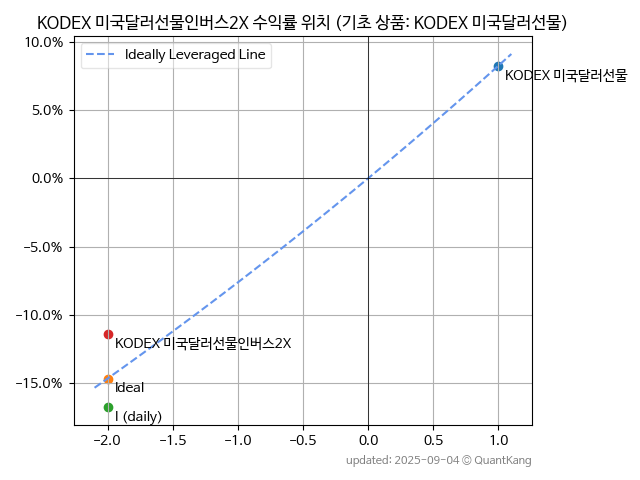 KODEX 미국달러선물인버스2X 수익률 위치 (기초 상품: KODEX 미국달러선물)
10.0%
Ideally Leveraged Line
KODEX 미국달러선물
5.0%
0.0%
−5.0%
−10.0%
KODEX 미국달러선물인버스2X
−15.0%
Ideal
I (daily)
−2.0 −1.5 −1.0 −0.5 0.0 0.5 1.0
updated: 2025-09-04 © QuantKang